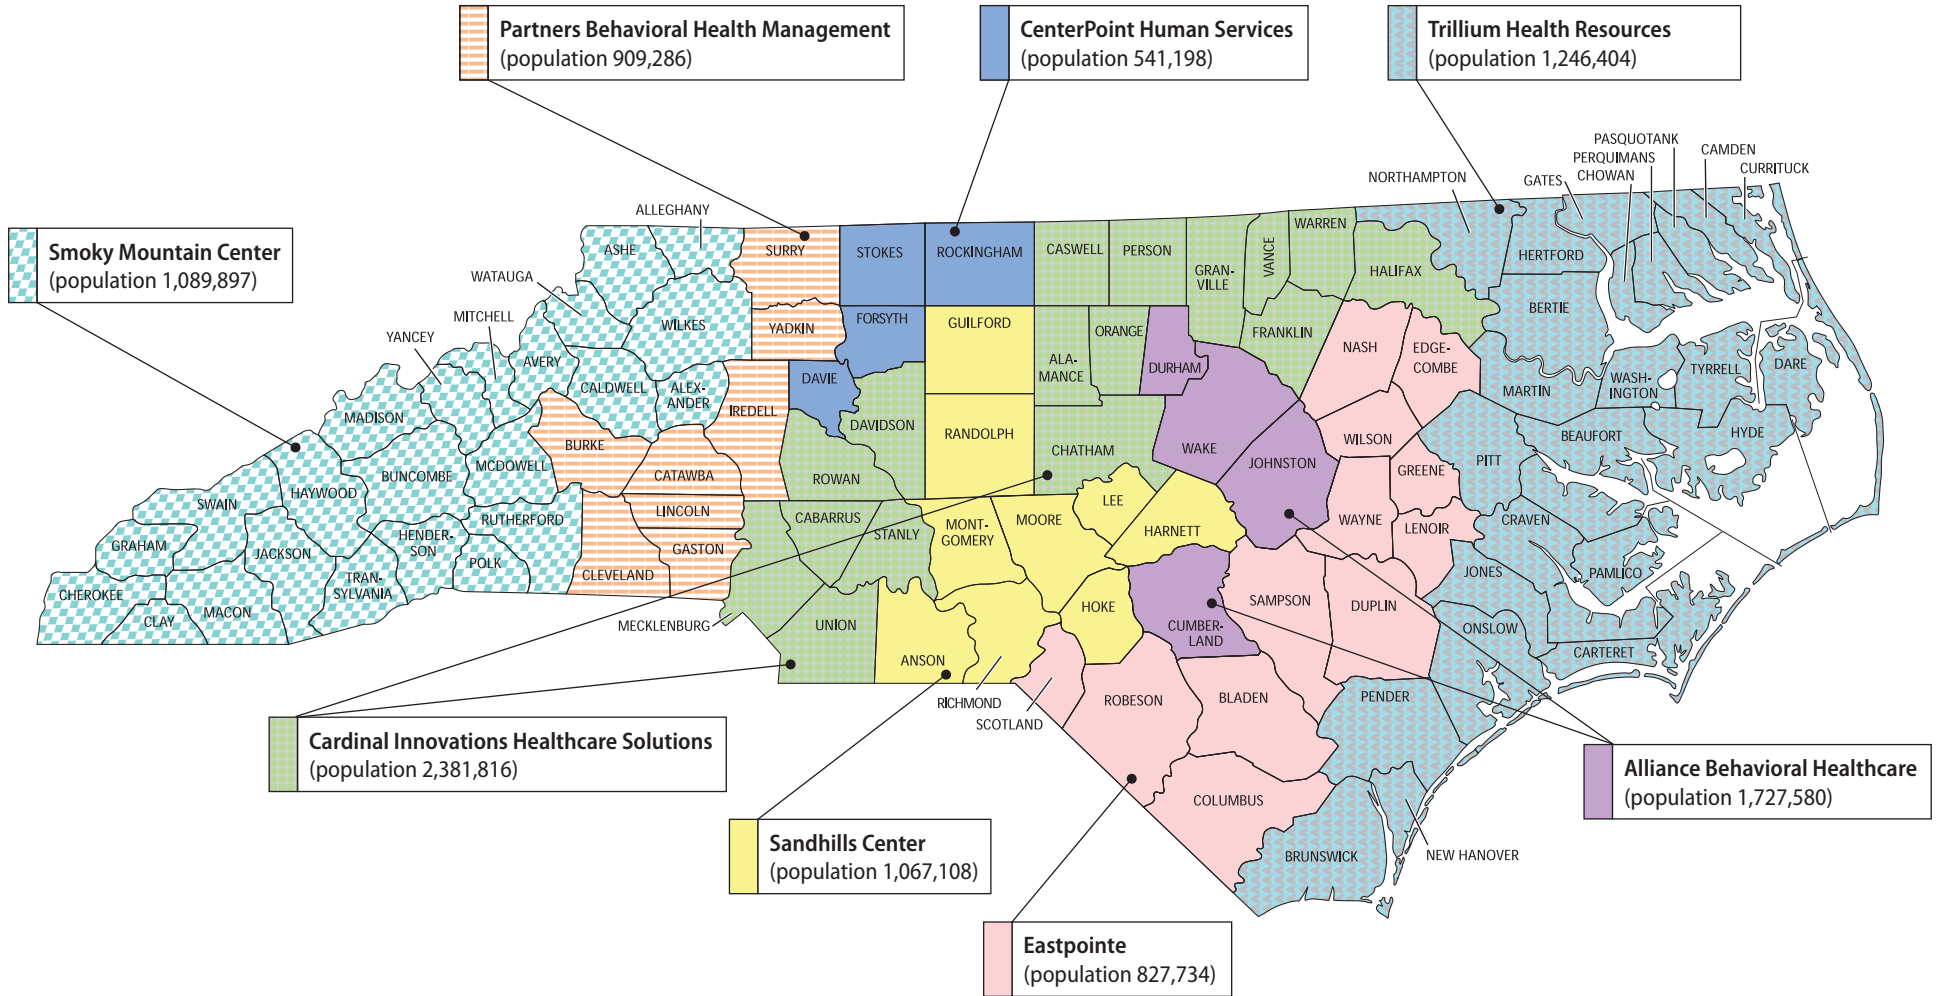 Partners Behavioral Health Management
(population 909,286)
CenterPoint Human Services
(population 541,198)
Trillium Health Resources
(population 1,246,404)
Smoky Mountain Center
(population 1,089,897)
PASQUOTANK
PERQUIMANS
CHOWAN
CAMDEN
CURRITUCK
NORTHAMPTON
GATES
ALLEGHANY
ASHE
SURRY
STOKES
ROCKINGHAM
CASWELL
PERSON
GRAN-
VILLE
VANCE
WARREN
HALIFAX
HERTFORD
WATAUGA
MITCHELL
YANCEY
WILKES
YADKIN
FORSYTH
GUILFORD
ALA-
MANCE
ORANGE
DURHAM
FRANKLIN
NASH
EDGE-
COMBE
BERTIE
AVERY
CALDWELL
ALEX-
ANDER
IREDELL
DAVIE
MARTIN
WASH-
INGTON
TYRRELL
DARE
MADISON
BURKE
DAVIDSON
RANDOLPH
CHATHAM
WAKE
JOHNSTON
WILSON
PITT
BEAUFORT
HYDE
BUNCOMBE
MCDOWELL
CATAWBA
ROWAN
GREENE
SWAIN
HAYWOOD
RUTHERFORD
LINCOLN
CABARRUS
STANLY
MONT-
GOMERY
MOORE
LEE
HARNETT
WAYNE
LENOIR
CRAVEN
GRAHAM
JACKSON
HENDER-
SON
POLK
GASTON
CHEROKEE
CLAY
MACON
TRAN-
SYLVANIA
CLEVELAND
MECKLENBURG
UNION
ANSON
RICHMOND
SCOTLAND
HOKE
CUMBER-
LAND
SAMPSON
DUPLIN
JONES
PAMLICO
ONSLOW
CARTERET
ROBESON
BLADEN
PENDER
COLUMBUS
BRUNSWICK
NEW HANOVER
Cardinal Innovations Healthcare Solutions
(population 2,381,816)
Alliance Behavioral Healthcare
(population 1,727,580)
Sandhills Center
(population 1,067,108)
Eastpointe
(population 827,734)